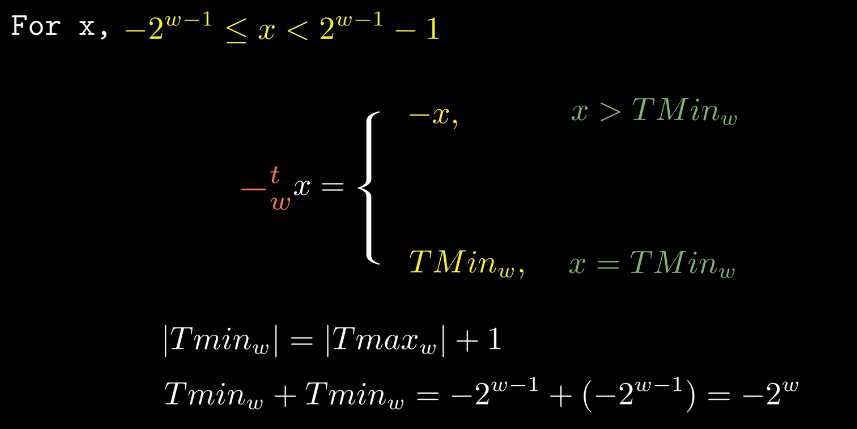 For x, −2^{w−1} ≤ x < 2^{w−1} − 1
−x, x > TMin_w
−^t_w x =
TMin_w, x = TMin_w
|Tmin_w| = |Tmax_w| + 1
Tmin_w + Tmin_w = −2^{w−1} + (−2^{w−1}) = −2^w